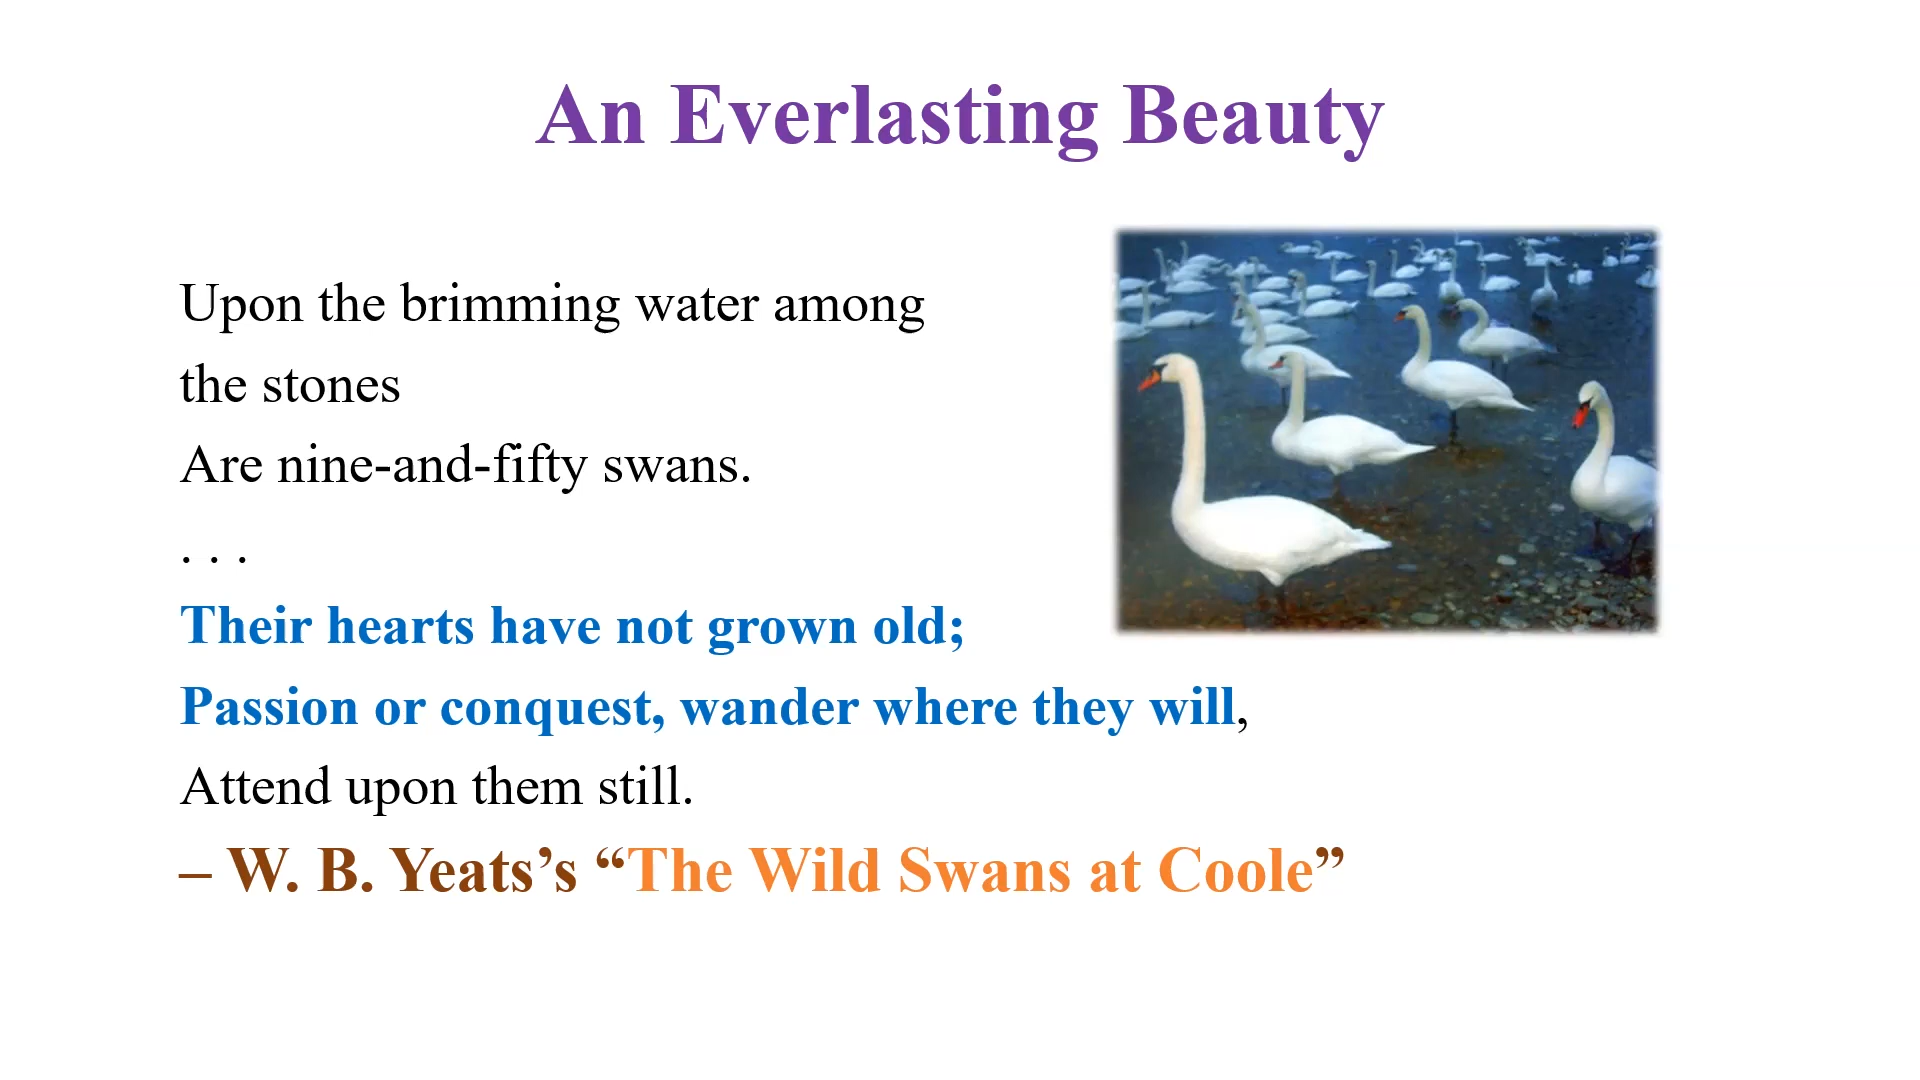 An Everlasting Beauty
Upon the brimming water among
the stones
Are nine-and-fifty swans.
. . .
Their hearts have not grown old;
Passion or conquest, wander where they will,
Attend upon them still.
– W. B. Yeats’s “The Wild Swans at Coole”